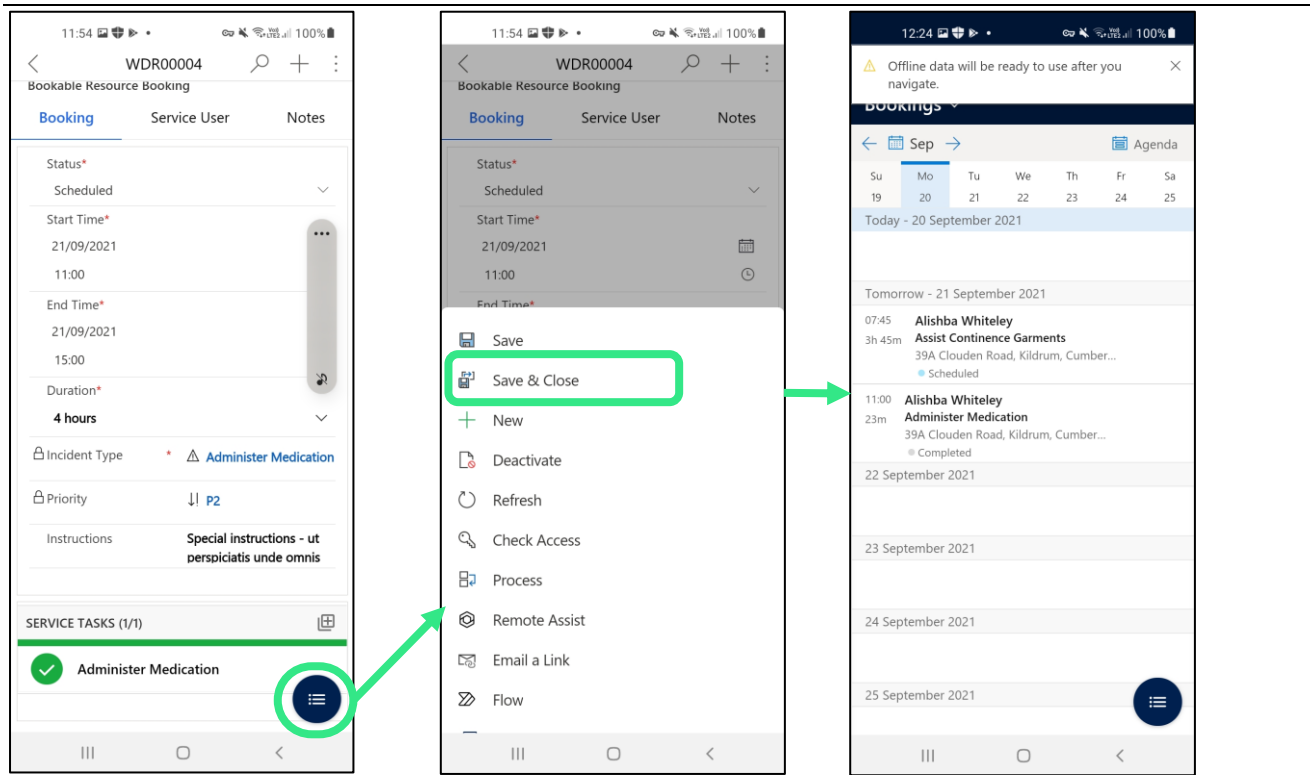 11:54 100%
WDR00004
Bookable Resource Booking
Booking Service User Notes
Status*
Scheduled
Start Time*
21/09/2021
11:00
End Time*
21/09/2021
15:00
Duration*
4 hours
Incident Type * Administer Medication
Priority P2
Instructions Special instructions - ut
perspiciatis unde omnis
SERVICE TASKS (1/1)
Administer Medication
11:54 100%
WDR00004
Bookable Resource Booking
Booking Service User Notes
Status*
Scheduled
Start Time*
21/09/2021
11:00
End Time*
Save
Save & Close
New
Deactivate
Refresh
Check Access
Process
Remote Assist
Email a Link
Flow
12:24 100%
Offline data will be ready to use after you
navigate.
Bookings
Sep Agenda
Su Mo Tu We Th Fr Sa
19 20 21 22 23 24 25
Today - 20 September 2021
Tomorrow - 21 September 2021
07:45 Alishba Whiteley
3h 45m Assist Continence Garments
39A Clouden Road, Kildrum, Cumber...
Scheduled
11:00 Alishba Whiteley
23m Administer Medication
39A Clouden Road, Kildrum, Cumber...
Completed
22 September 2021
23 September 2021
24 September 2021
25 September 2021